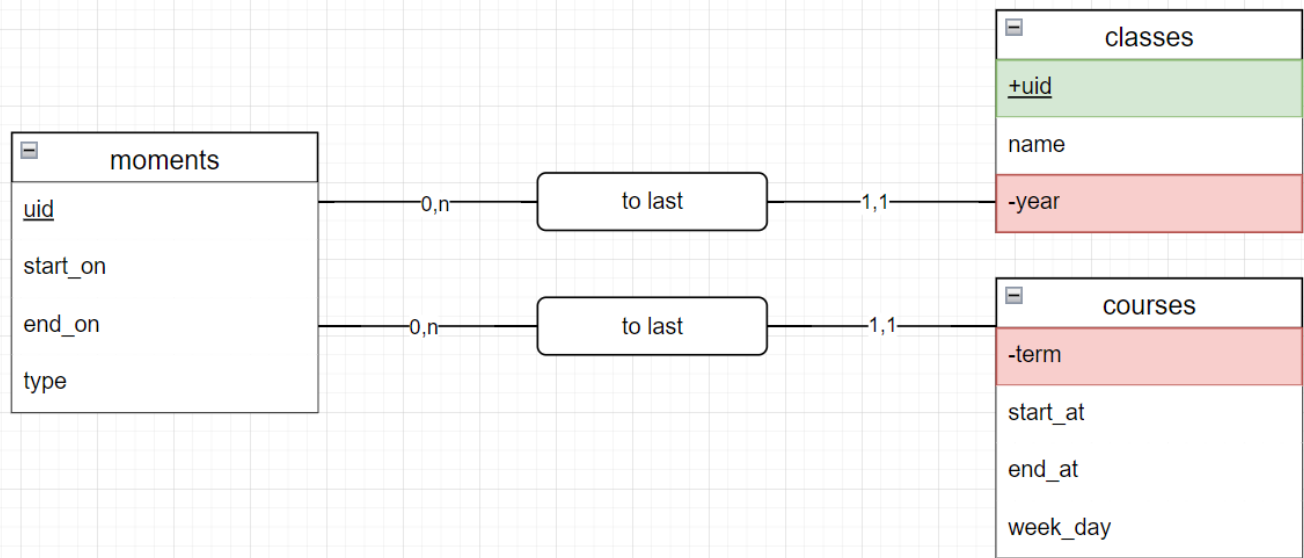 moments
uid
start_on
end_on
type
0,n
to last
1,1
0,n
to last
1,1
classes
+uid
name
-year
courses
-term
start_at
end_at
week_day